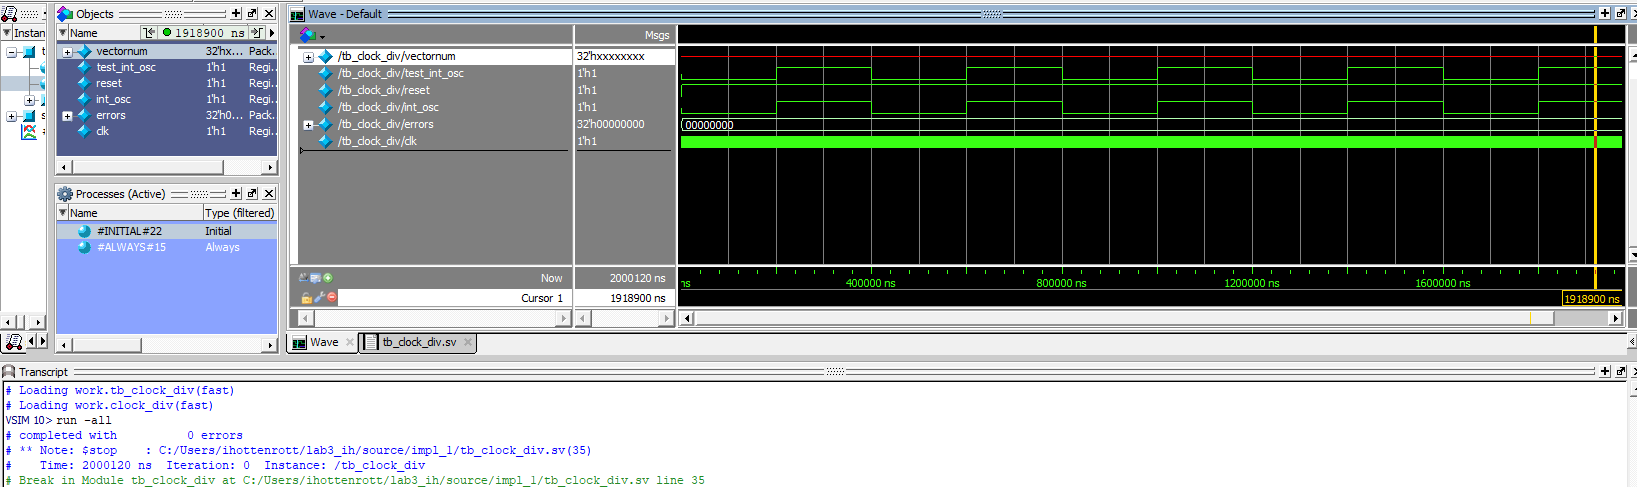 Objects
Wave - Default
Instan
Name
1918900 ns
Msgs
vectornum 32'hx... Pack...
test_int_osc 1'h1 Regi...
reset 1'h1 Regi...
int_osc 1'h1 Regi...
errors 32'h0... Pack...
clk 1'h1 Regi...
/tb_clock_div/vectornum 32'hxxxxxxxx
/tb_clock_div/test_int_osc 1'h1
/tb_clock_div/reset 1'h1
/tb_clock_div/int_osc 1'h1
/tb_clock_div/errors 32'h00000000 00000000
/tb_clock_div/clk 1'h1
Processes (Active)
Name Type (filtered)
#INITIAL#22 Initial
#ALWAYS#15 Always
Now 2000120 ns
ns 400000 ns 800000 ns 1200000 ns 1600000 ns
Cursor 1 1918900 ns
1918900 ns
Wave tb_clock_div.sv
Transcript
# Loading work.tb_clock_div(fast)
# Loading work.clock_div(fast)
VSIM 10> run -all
# completed with 0 errors
# ** Note: $stop : C:/Users/ihottenrott/lab3_ih/source/impl_1/tb_clock_div.sv(35)
# Time: 2000120 ns Iteration: 0 Instance: /tb_clock_div
# Break in Module tb_clock_div at C:/Users/ihottenrott/lab3_ih/source/impl_1/tb_clock_div.sv line 35